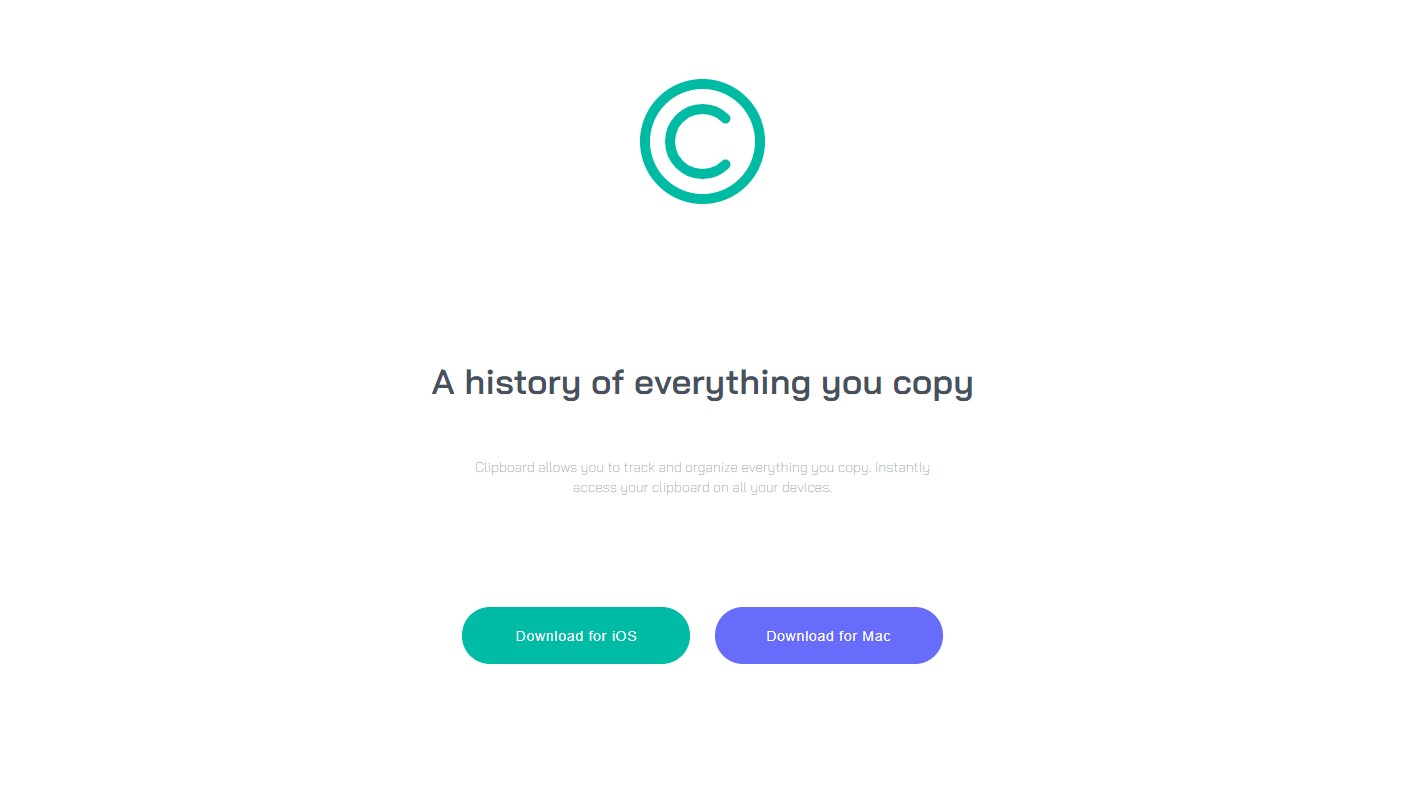 ©
A history of everything you copy
Clipboard allows you to track and organize everything you copy. Instantly
access your clipboard on all your devices.
Download for iOS
Download for Mac